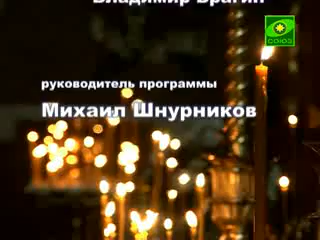 Владимир Брагин
СОЮЗ
руководитель программы
Михаил Шнурников